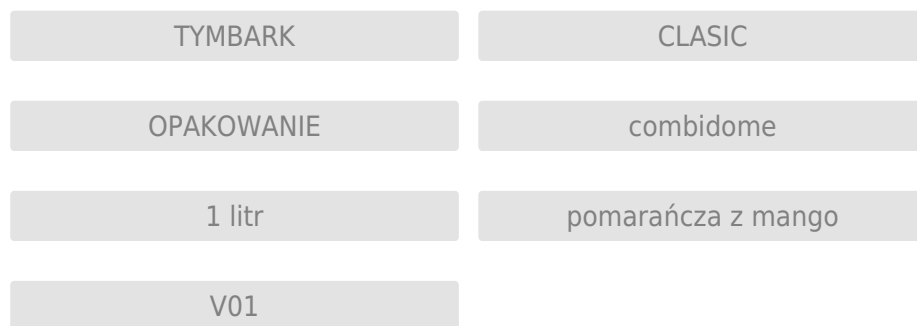 TYMBARK
CLASIC
OPAKOWANIE
combidome
1 litr
pomarańcza z mango
V01